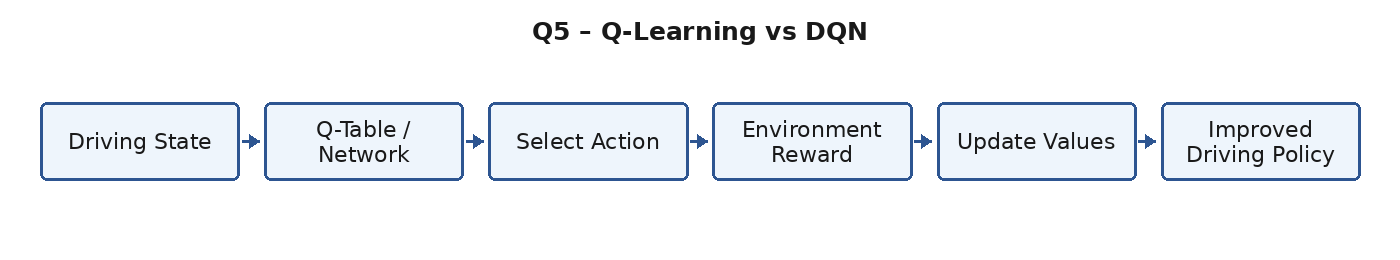 Q5 – Q-Learning vs DQN
Driving State
Q-Table /
Network
Select Action
Environment
Reward
Update Values
Improved
Driving Policy